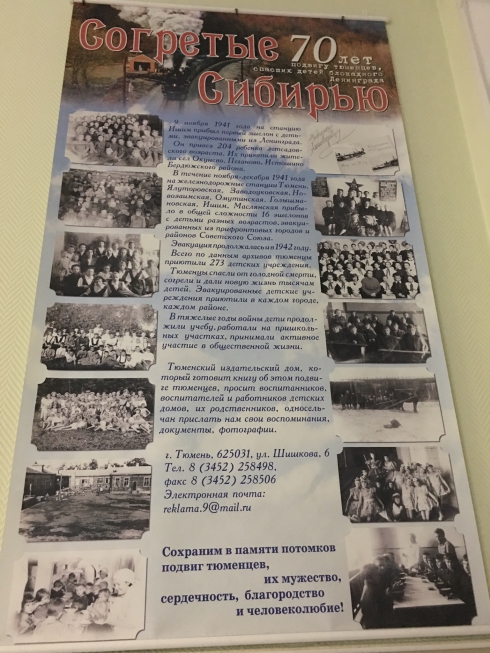 Согретые
Сибирью
70 лет
подвигу тюменцев,
спасших детей блокадного
Ленинграда
9 ноября 1941 года на станцию
Ишим прибыл первый эшелон с деть-
ми, эвакуированными из Ленинграда.
Он привез 204 ребенка детсадов-
ского возраста. Их приютили жите-
ли сел Окунево, Пеганово, Истошино
Бердюжского района.
В течение ноября-декабря 1941 года
на железнодорожные станции Тюмень,
Ялуторовская, Заводоуковская, Но-
возаимская, Омутинская, Голышма-
новская, Ишим, Маслянская прибы-
ло в общей сложности 16 эшелонов
с детьми разных возрастов, эвакуи-
рованных из прифронтовых городов и
районов Советского Союза.
Эвакуация продолжалась и в 1942 году.
Всего по данным архивов тюменцы
приютили 273 детских учреждения.
Тюменцы спасли от голодной смерти,
согрели и дали новую жизнь тысячам
детей. Эвакуированные детские уч-
реждения приютили в каждом городе,
каждом районе.
В тяжелые годы войны дети продол-
жили учебу, работали на пришколь-
ных участках, принимали активное
участие в общественной жизни.
Тюменский издательский дом, ко-
торый готовит книгу об этом подви-
ге тюменцев, просит воспитанников,
воспитателей и работников детских
домов, их родственников, односель-
чан прислать нам свои воспоминания,
документы, фотографии.
г. Тюмень, 625031, ул. Шишкова, 6
Тел. 8 (3452) 258498,
факс 8 (3452) 258506
Электронная почта:
reklama.9@mail.ru
Сохраним в памяти потомков
подвиг тюменцев,
их мужество,
сердечность, благородство
и человеколюбие!